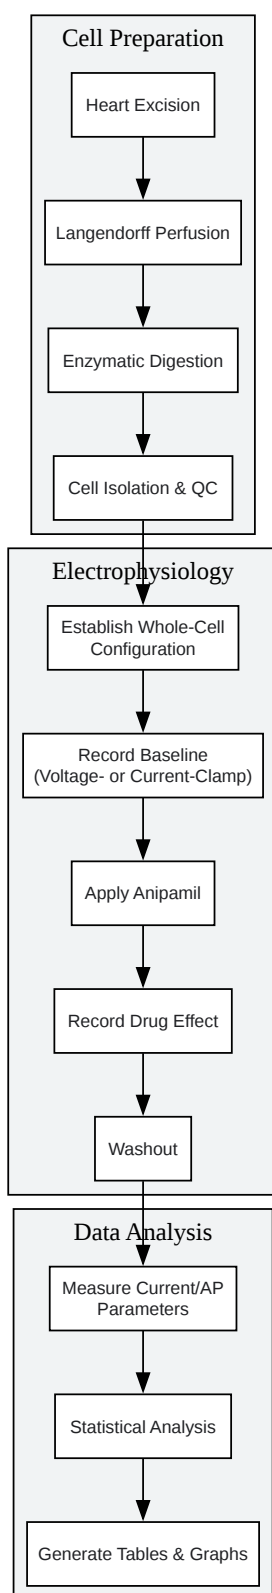 Cell Preparation
Heart Excision
Langendorff Perfusion
Enzymatic Digestion
Cell Isolation & QC
Electrophysiology
Establish Whole-Cell
Configuration
Record Baseline
(Voltage- or Current-Clamp)
Apply Anipamil
Record Drug Effect
Washout
Data Analysis
Measure Current/AP
Parameters
Statistical Analysis
Generate Tables & Graphs